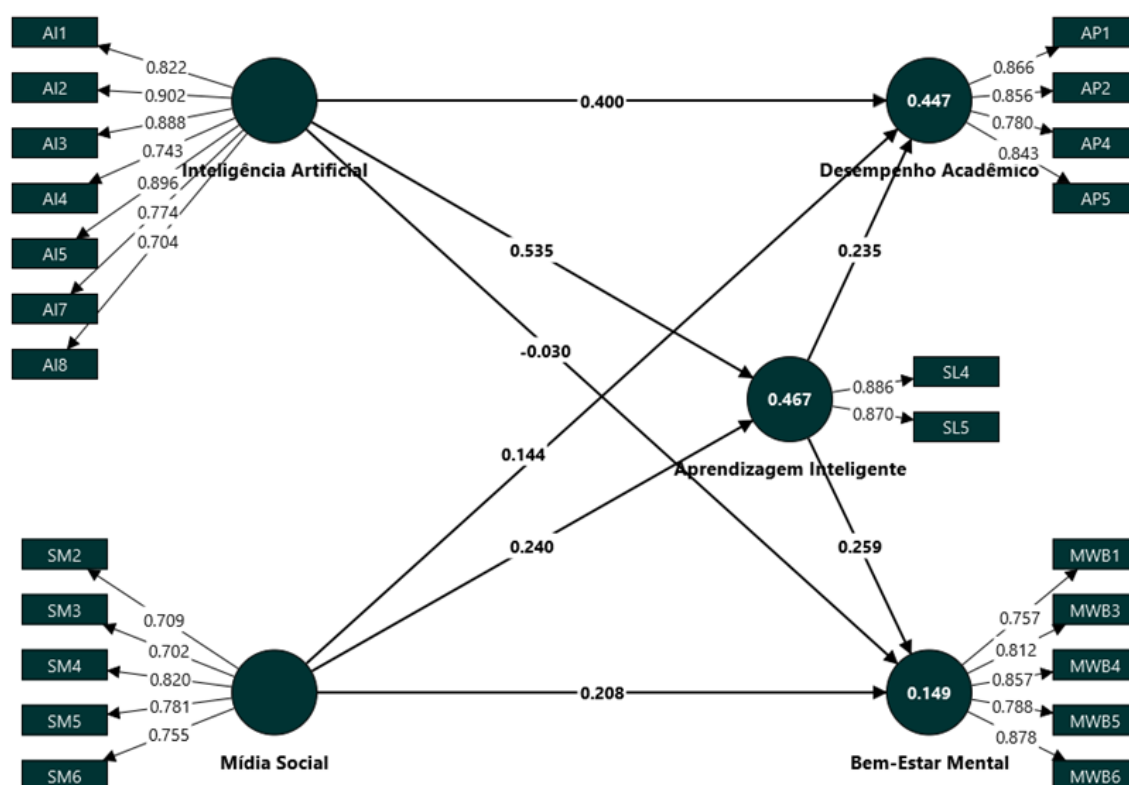 AI1
AI2
AI3
AI4
AI5
AI7
AI8
0.822
0.902
0.888
0.743
0.896
0.774
0.704
Inteligência Artificial
0.400
0.535
-0.030
0.447
Desempenho Acadêmico
0.866
0.856
0.780
0.843
AP1
AP2
AP4
AP5
0.235
0.467
Aprendizagem Inteligente
0.886
0.870
SL4
SL5
0.144
0.240
0.259
SM2
SM3
SM4
SM5
SM6
0.709
0.702
0.820
0.781
0.755
Mídia Social
0.208
0.149
Bem-Estar Mental
0.757
0.812
0.857
0.788
0.878
MWB1
MWB3
MWB4
MWB5
MWB6